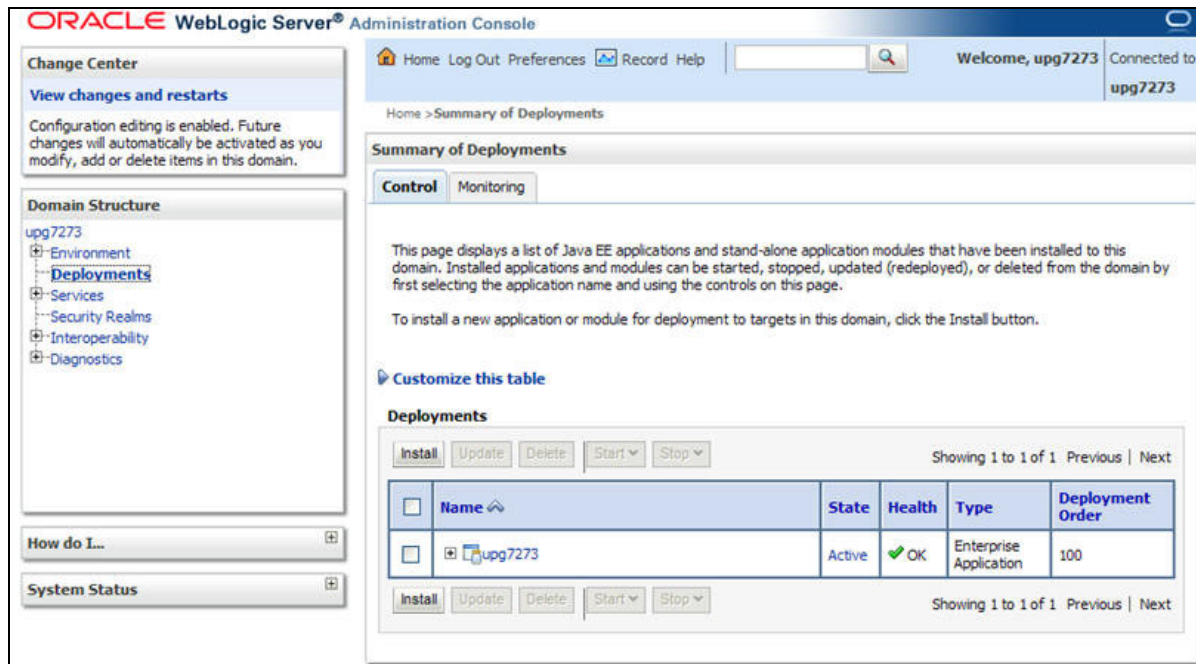 ORACLE WebLogic Server® Administration Console
Change Center
View changes and restarts
Configuration editing is enabled. Future
changes will automatically be activated as you
modify, add or delete items in this domain.
Domain Structure
upg7273
Environment
Deployments
Services
Security Realms
Interoperability
Diagnostics
How do I...
System Status
Home Log Out Preferences Record Help
Welcome, upg7273
Connected to
upg7273
Home >Summary of Deployments
Summary of Deployments
Control Monitoring
This page displays a list of Java EE applications and stand-alone application modules that have been installed to this
domain. Installed applications and modules can be started, stopped, updated (redeployed), or deleted from the domain by
first selecting the application name and using the controls on this page.
To install a new application or module for deployment to targets in this domain, click the Install button.
Customize this table
Deployments
Install Update Delete Start Stop Showing 1 to 1 of 1 Previous | Next
Name State Health Type Deployment
Order
upg7273 Active OK Enterprise
Application 100
Install Update Delete Start Stop Showing 1 to 1 of 1 Previous | Next